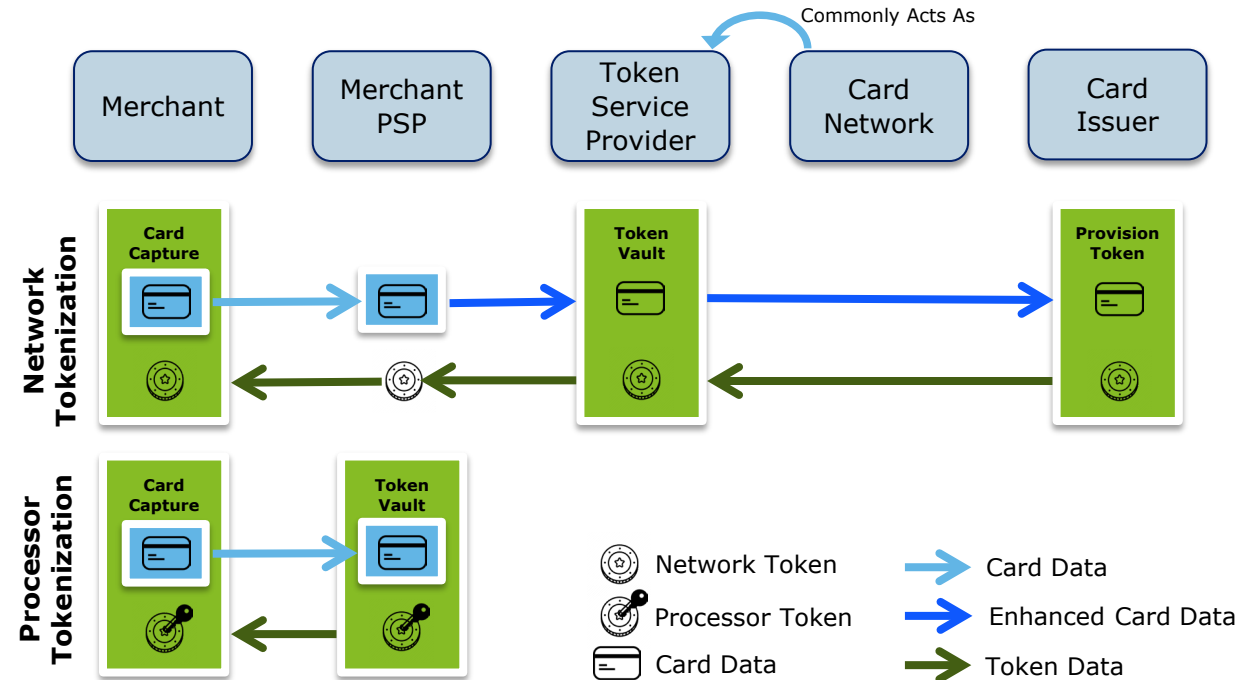 Commonly Acts As
Merchant
Merchant
PSP
Token
Service
Provider
Card
Network
Card
Issuer
Network
Tokenization
Card
Capture
Token
Vault
Provision
Token
Processor
Tokenization
Card
Capture
Token
Vault
Network Token
Processor Token
Card Data
Card Data
Enhanced Card Data
Token Data